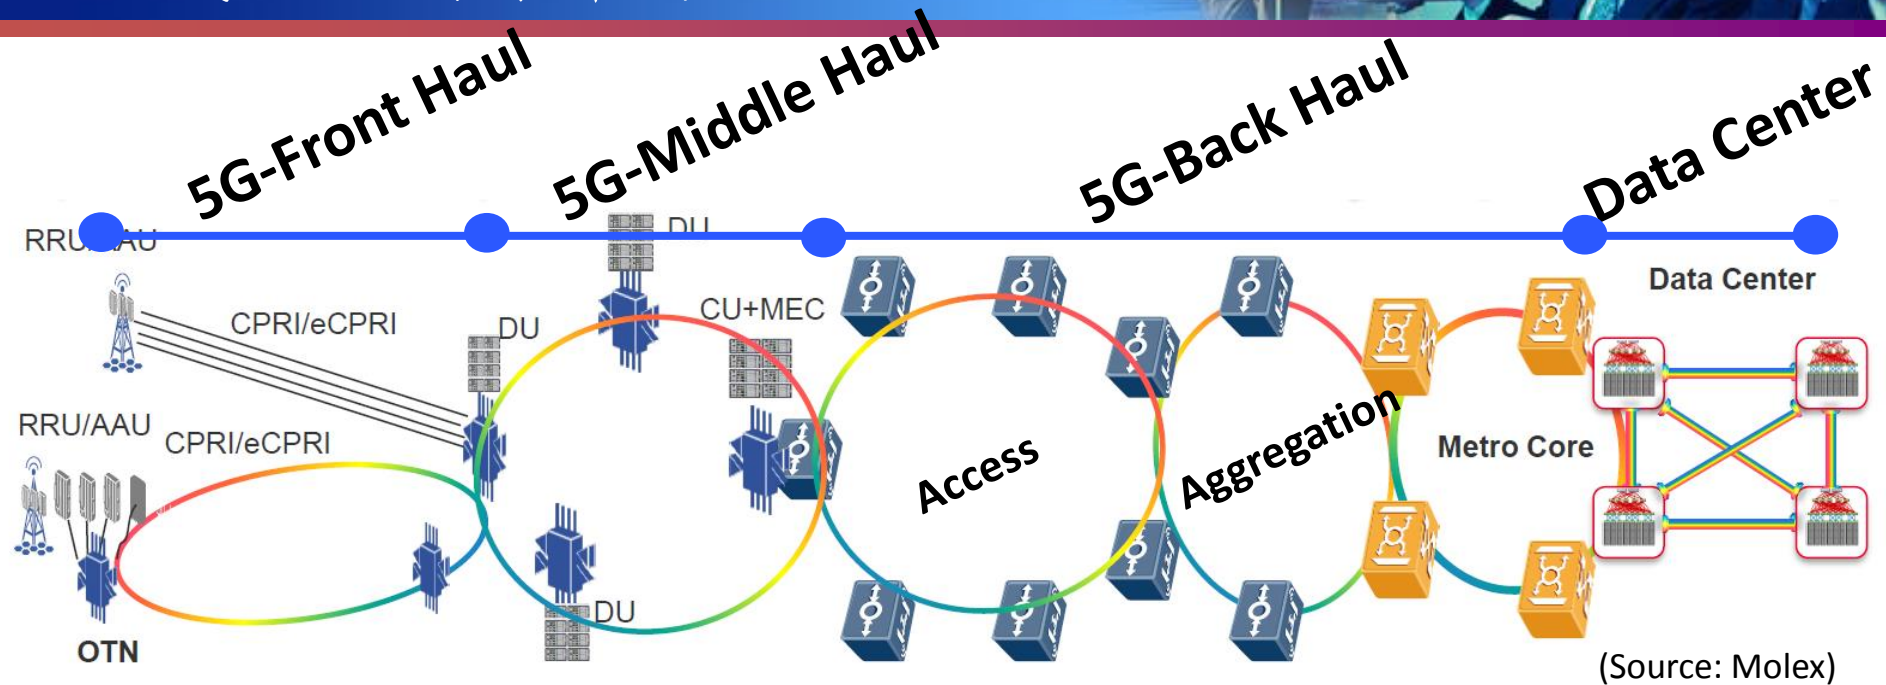 5G-Front Haul
5G-Middle Haul
5G-Back Haul
Data Center
RRU/AAU
DU
Data Center
CPRI/eCPRI
DU
CU+MEC
RRU/AAU
CPRI/eCPRI
Access
Aggregation
Metro Core
DU
OTN
(Source: Molex)